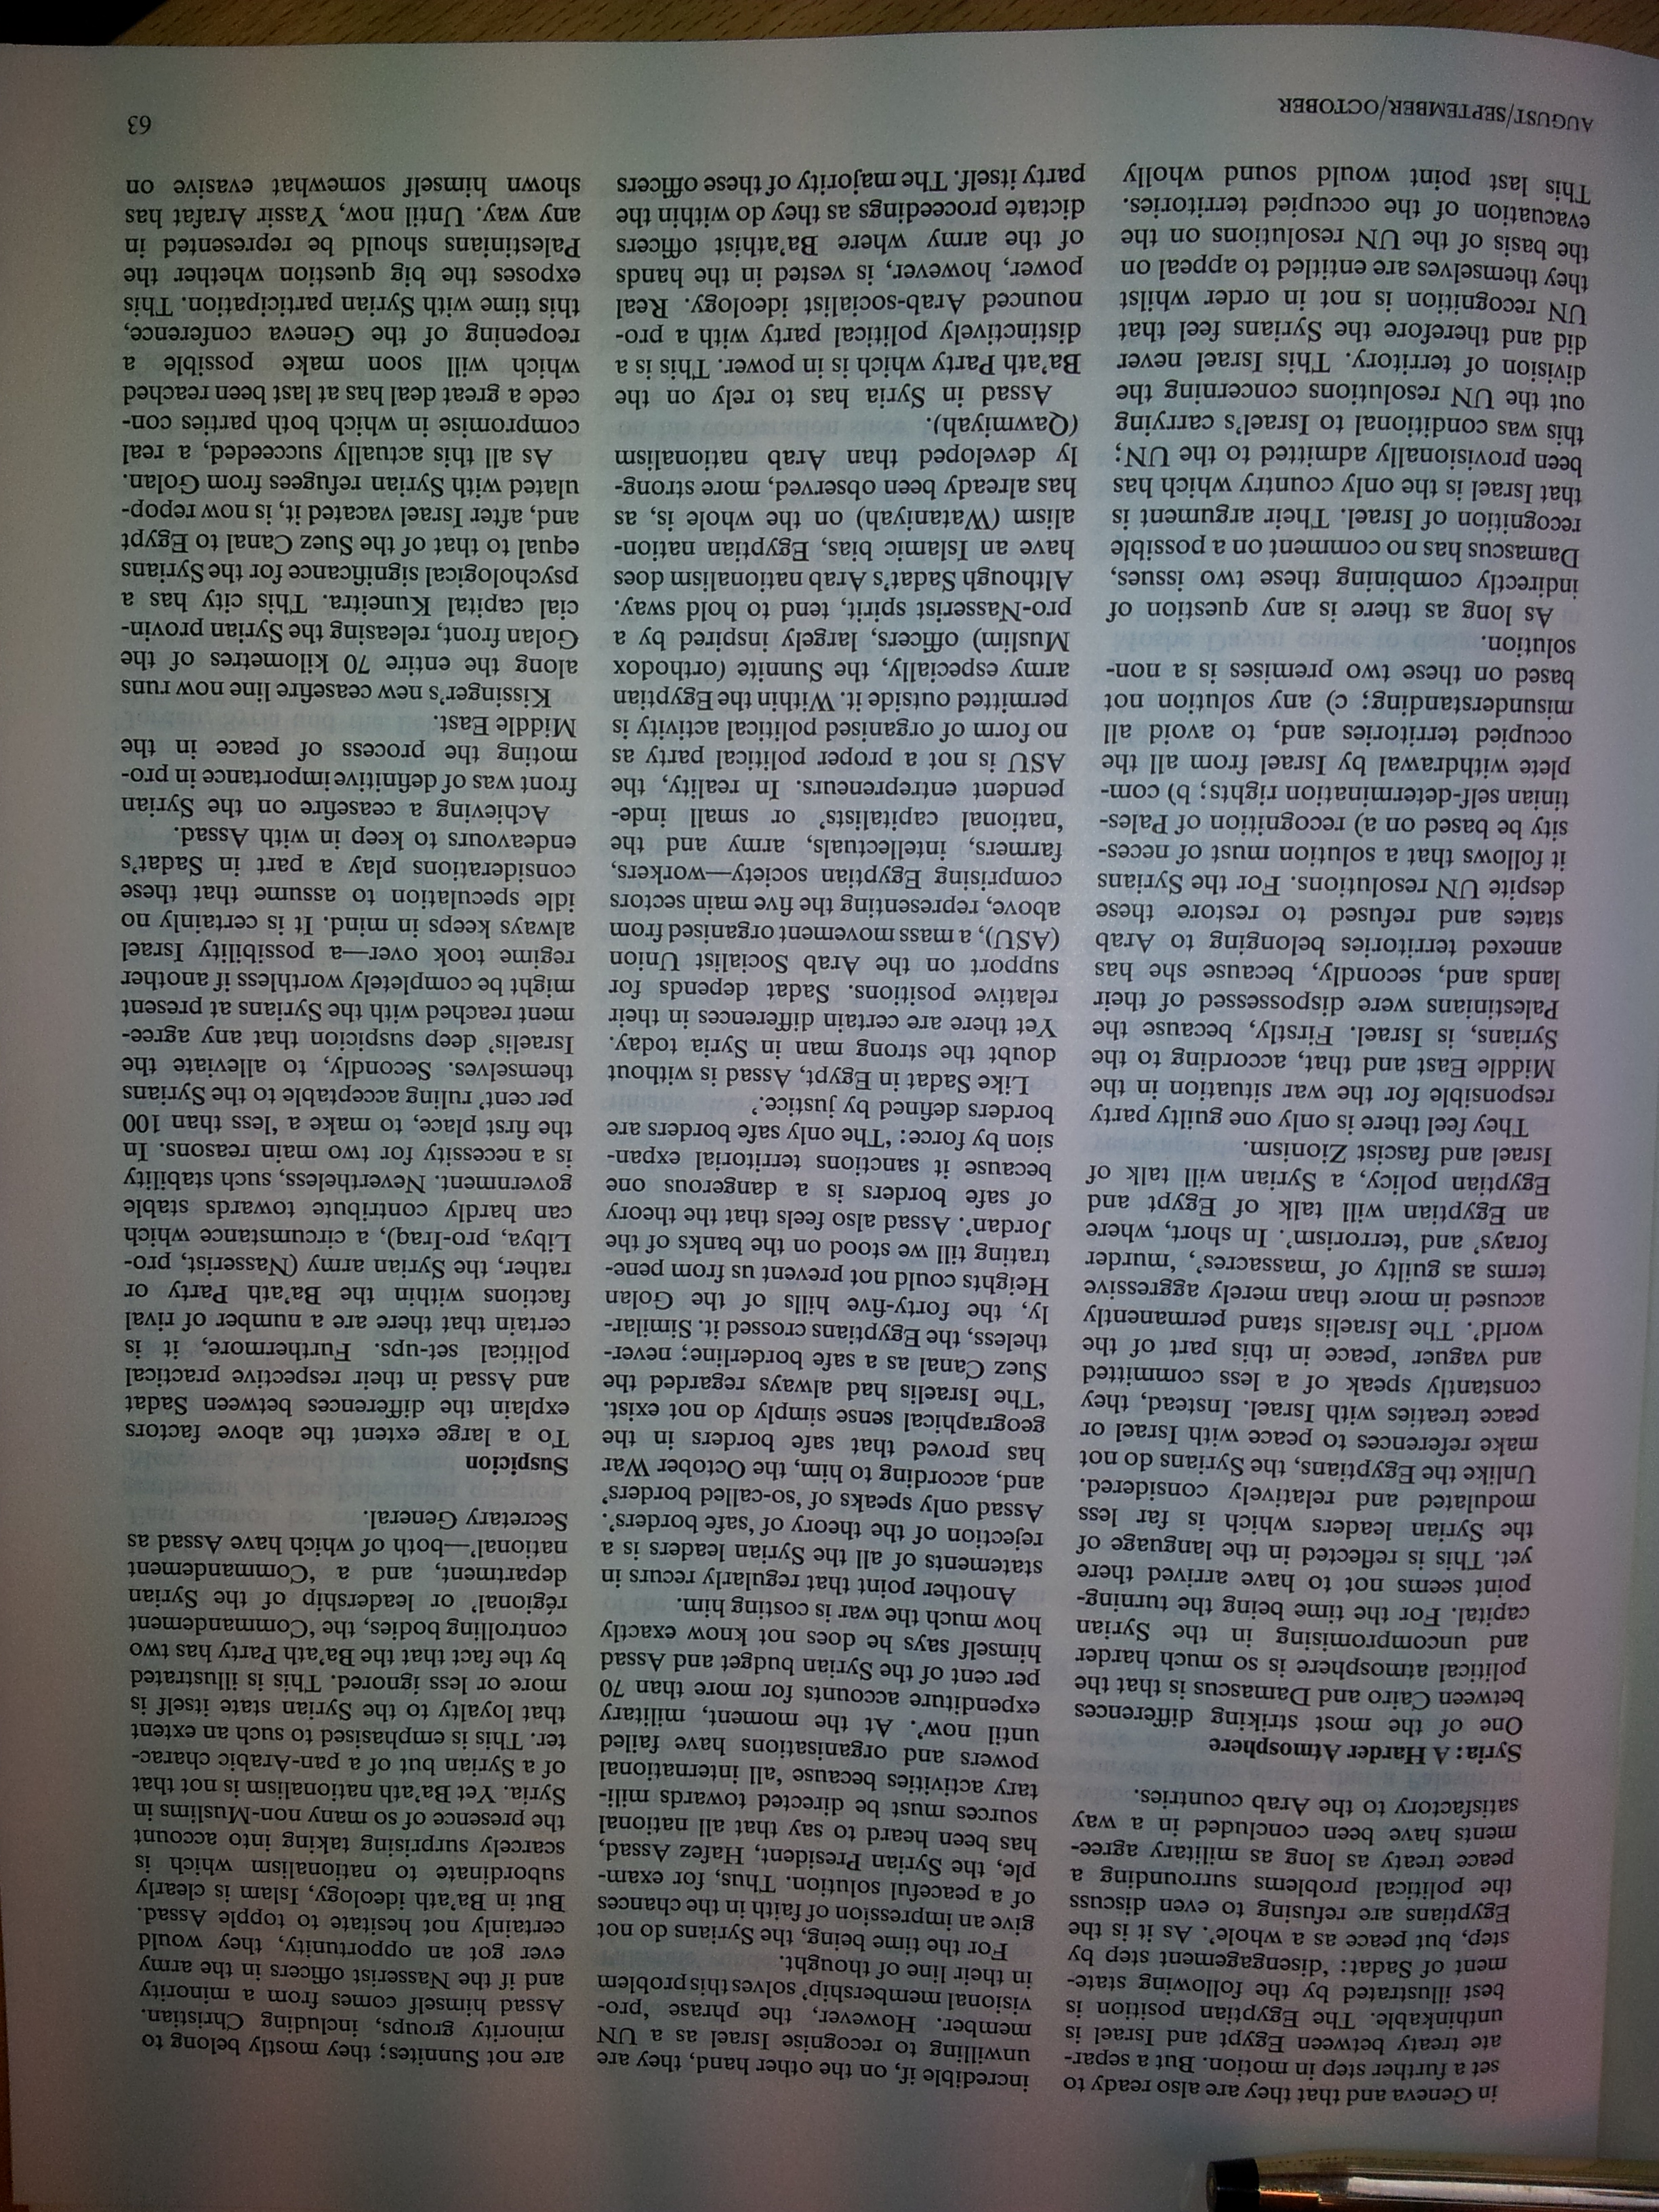 in Geneva and that they are also ready to
set a further step in motion. But a separ-
ate treaty between Egypt and Israel is
unthinkable. The Egyptian position is
best illustrated by the following state-
ment of Sadat: 'disengagement step by
step, but peace as a whole'. As it is the
Egyptians are refusing to even discuss
the political problems surrounding a
peace treaty as long as military agree-
ments have been concluded in a way
satisfactory to the Arab countries.
Syria: A Harder Atmosphere
One of the most striking differences
between Cairo and Damascus is that the
political atmosphere is so much harder
and uncompromising in the Syrian
capital. For the time being the turning-
point seems not to have arrived there
yet. This is reflected in the language of
the Syrian leaders which is far less
modulated and relatively considered.
Unlike the Egyptians, the Syrians do not
make references to peace with Israel or
peace treaties with Israel. Instead, they
constantly speak of a less committed
and vaguer 'peace in this part of the
world'. The Israelis stand permanently
accused in more than merely aggressive
terms as guilty of 'massacres', 'murder
forays' and 'terrorism'. In short, where
an Egyptian will talk of Egypt and
Egyptian policy, a Syrian will talk of
Israel and fascist Zionism.
They feel there is only one guilty party
responsible for the war situation in the
Middle East and that, according to the
Syrians, is Israel. Firstly, because the
Palestinians were dispossessed of their
lands and, secondly, because she has
annexed territories belonging to Arab
states and refused to restore these
despite UN resolutions. For the Syrians
it follows that a solution must of neces-
sity be based on a) recognition of Pales-
tinian self-determination rights; b) com-
plete withdrawal by Israel from all the
occupied territories and, to avoid all
misunderstanding; c) any solution not
based on these two premises is a non-
solution.
As long as there is any question of
indirectly combining these two issues,
Damascus has no comment on a possible
recognition of Israel. Their argument is
that Israel is the only country which has
been provisionally admitted to the UN;
this was conditional to Israel's carrying
out the UN resolutions concerning the
division of territory. This Israel never
did and therefore the Syrians feel that
UN recognition is not in order whilst
they themselves are entitled to appeal on
the basis of the UN resolutions on the
evacuation of the occupied territories.
This last point would sound wholly
incredible if, on the other hand, they are
unwilling to recognise Israel as a UN
member. However, the phrase 'pro-
visional membership' solves this problem
in their line of thought.
For the time being, the Syrians do not
give an impression of faith in the chances
of a peaceful solution. Thus, for exam-
ple, the Syrian President, Hafez Assad,
has been heard to say that all national
sources must be directed towards mili-
tary activities because 'all international
powers and organisations have failed
until now'. At the moment, military
expenditure accounts for more than 70
per cent of the Syrian budget and Assad
himself says he does not know exactly
how much the war is costing him.
Another point that regularly recurs in
statements of all the Syrian leaders is a
rejection of the theory of 'safe borders'.
Assad only speaks of 'so-called borders'
and, according to him, the October War
has proved that safe borders in the
geographical sense simply do not exist.
'The Israelis had always regarded the
Suez Canal as a safe borderline; never-
theless, the Egyptians crossed it. Similar-
ly, the forty-five hills of the Golan
Heights could not prevent us from pene-
trating till we stood on the banks of the
Jordan'. Assad also feels that the theory
of safe borders is a dangerous one
because it sanctions territorial expan-
sion by force: 'The only safe borders are
borders defined by justice.'
Like Sadat in Egypt, Assad is without
doubt the strong man in Syria today.
Yet there are certain differences in their
relative positions. Sadat depends for
support on the Arab Socialist Union
(ASU), a mass movement organised from
above, representing the five main sectors
comprising Egyptian society—workers,
farmers, intellectuals, army and the
'national capitalists' or small inde-
pendent entrepreneurs. In reality, the
ASU is not a proper political party as
no form of organised political activity is
permitted outside it. Within the Egyptian
army especially, the Sunnite (orthodox
Muslim) officers, largely inspired by a
pro-Nasserist spirit, tend to hold sway.
Although Sadat's Arab nationalism does
have an Islamic bias, Egyptian nation-
alism (Wataniyah) on the whole is, as
has already been observed, more strong-
ly developed than Arab nationalism
(Qawmiyah).
Assad in Syria has to rely on the
Ba'ath Party which is in power. This is a
distinctively political party with a pro-
nounced Arab-socialist ideology. Real
power, however, is vested in the hands
of the army where Ba'athist officers
dictate proceedings as they do within the
party itself. The majority of these officers
are not Sunnites; they mostly belong to
minority groups, including Christian.
Assad himself comes from a minority
and if the Nasserist officers in the army
ever got an opportunity, they would
certainly not hesitate to topple Assad.
But in Ba'ath ideology, Islam is clearly
subordinate to nationalism which is
scarcely surprising taking into account
the presence of so many non-Muslims in
Syria. Yet Ba'ath nationalism is not that
of a Syrian but of a pan-Arabic charac-
ter. This is emphasised to such an extent
that loyalty to the Syrian state itself is
more or less ignored. This is illustrated
by the fact that the Ba'ath Party has two
controlling bodies, the 'Commandement
régional' or leadership of the Syrian
department, and a 'Commandement
national'—both of which have Assad as
Secretary General.
Suspicion
To a large extent the above factors
explain the differences between Sadat
and Assad in their respective practical
political set-ups. Furthermore, it is
certain that there are a number of rival
factions within the Ba'ath Party or
rather, the Syrian army (Nasserist, pro-
Libya, pro-Iraq), a circumstance which
can hardly contribute towards stable
government. Nevertheless, such stability
is a necessity for two main reasons. In
the first place, to make a 'less than 100
per cent' ruling acceptable to the Syrians
themselves. Secondly, to alleviate the
Israelis' deep suspicion that any agree-
ment reached with the Syrians at present
might be completely worthless if another
regime took over—a possibility Israel
always keeps in mind. It is certainly no
idle speculation to assume that these
considerations play a part in Sadat's
endeavours to keep in with Assad.
Achieving a ceasefire on the Syrian
front was of definitive importance in pro-
moting the process of peace in the
Middle East.
Kissinger's new ceasefire line now runs
along the entire 70 kilometres of the
Golan front, releasing the Syrian provin-
cial capital Kuneitra. This city has a
psychological significance for the Syrians
equal to that of the Suez Canal to Egypt
and, after Israel vacated it, is now repop-
ulated with Syrian refugees from Golan.
As all this actually succeeded, a real
compromise in which both parties con-
cede a great deal has at last been reached
which will soon make possible a
reopening of the Geneva conference,
this time with Syrian participation. This
exposes the big question whether the
Palestinians should be represented in
any way. Until now, Yassir Arafat has
shown himself somewhat evasive on
AUGUST/SEPTEMBER/OCTOBER
63